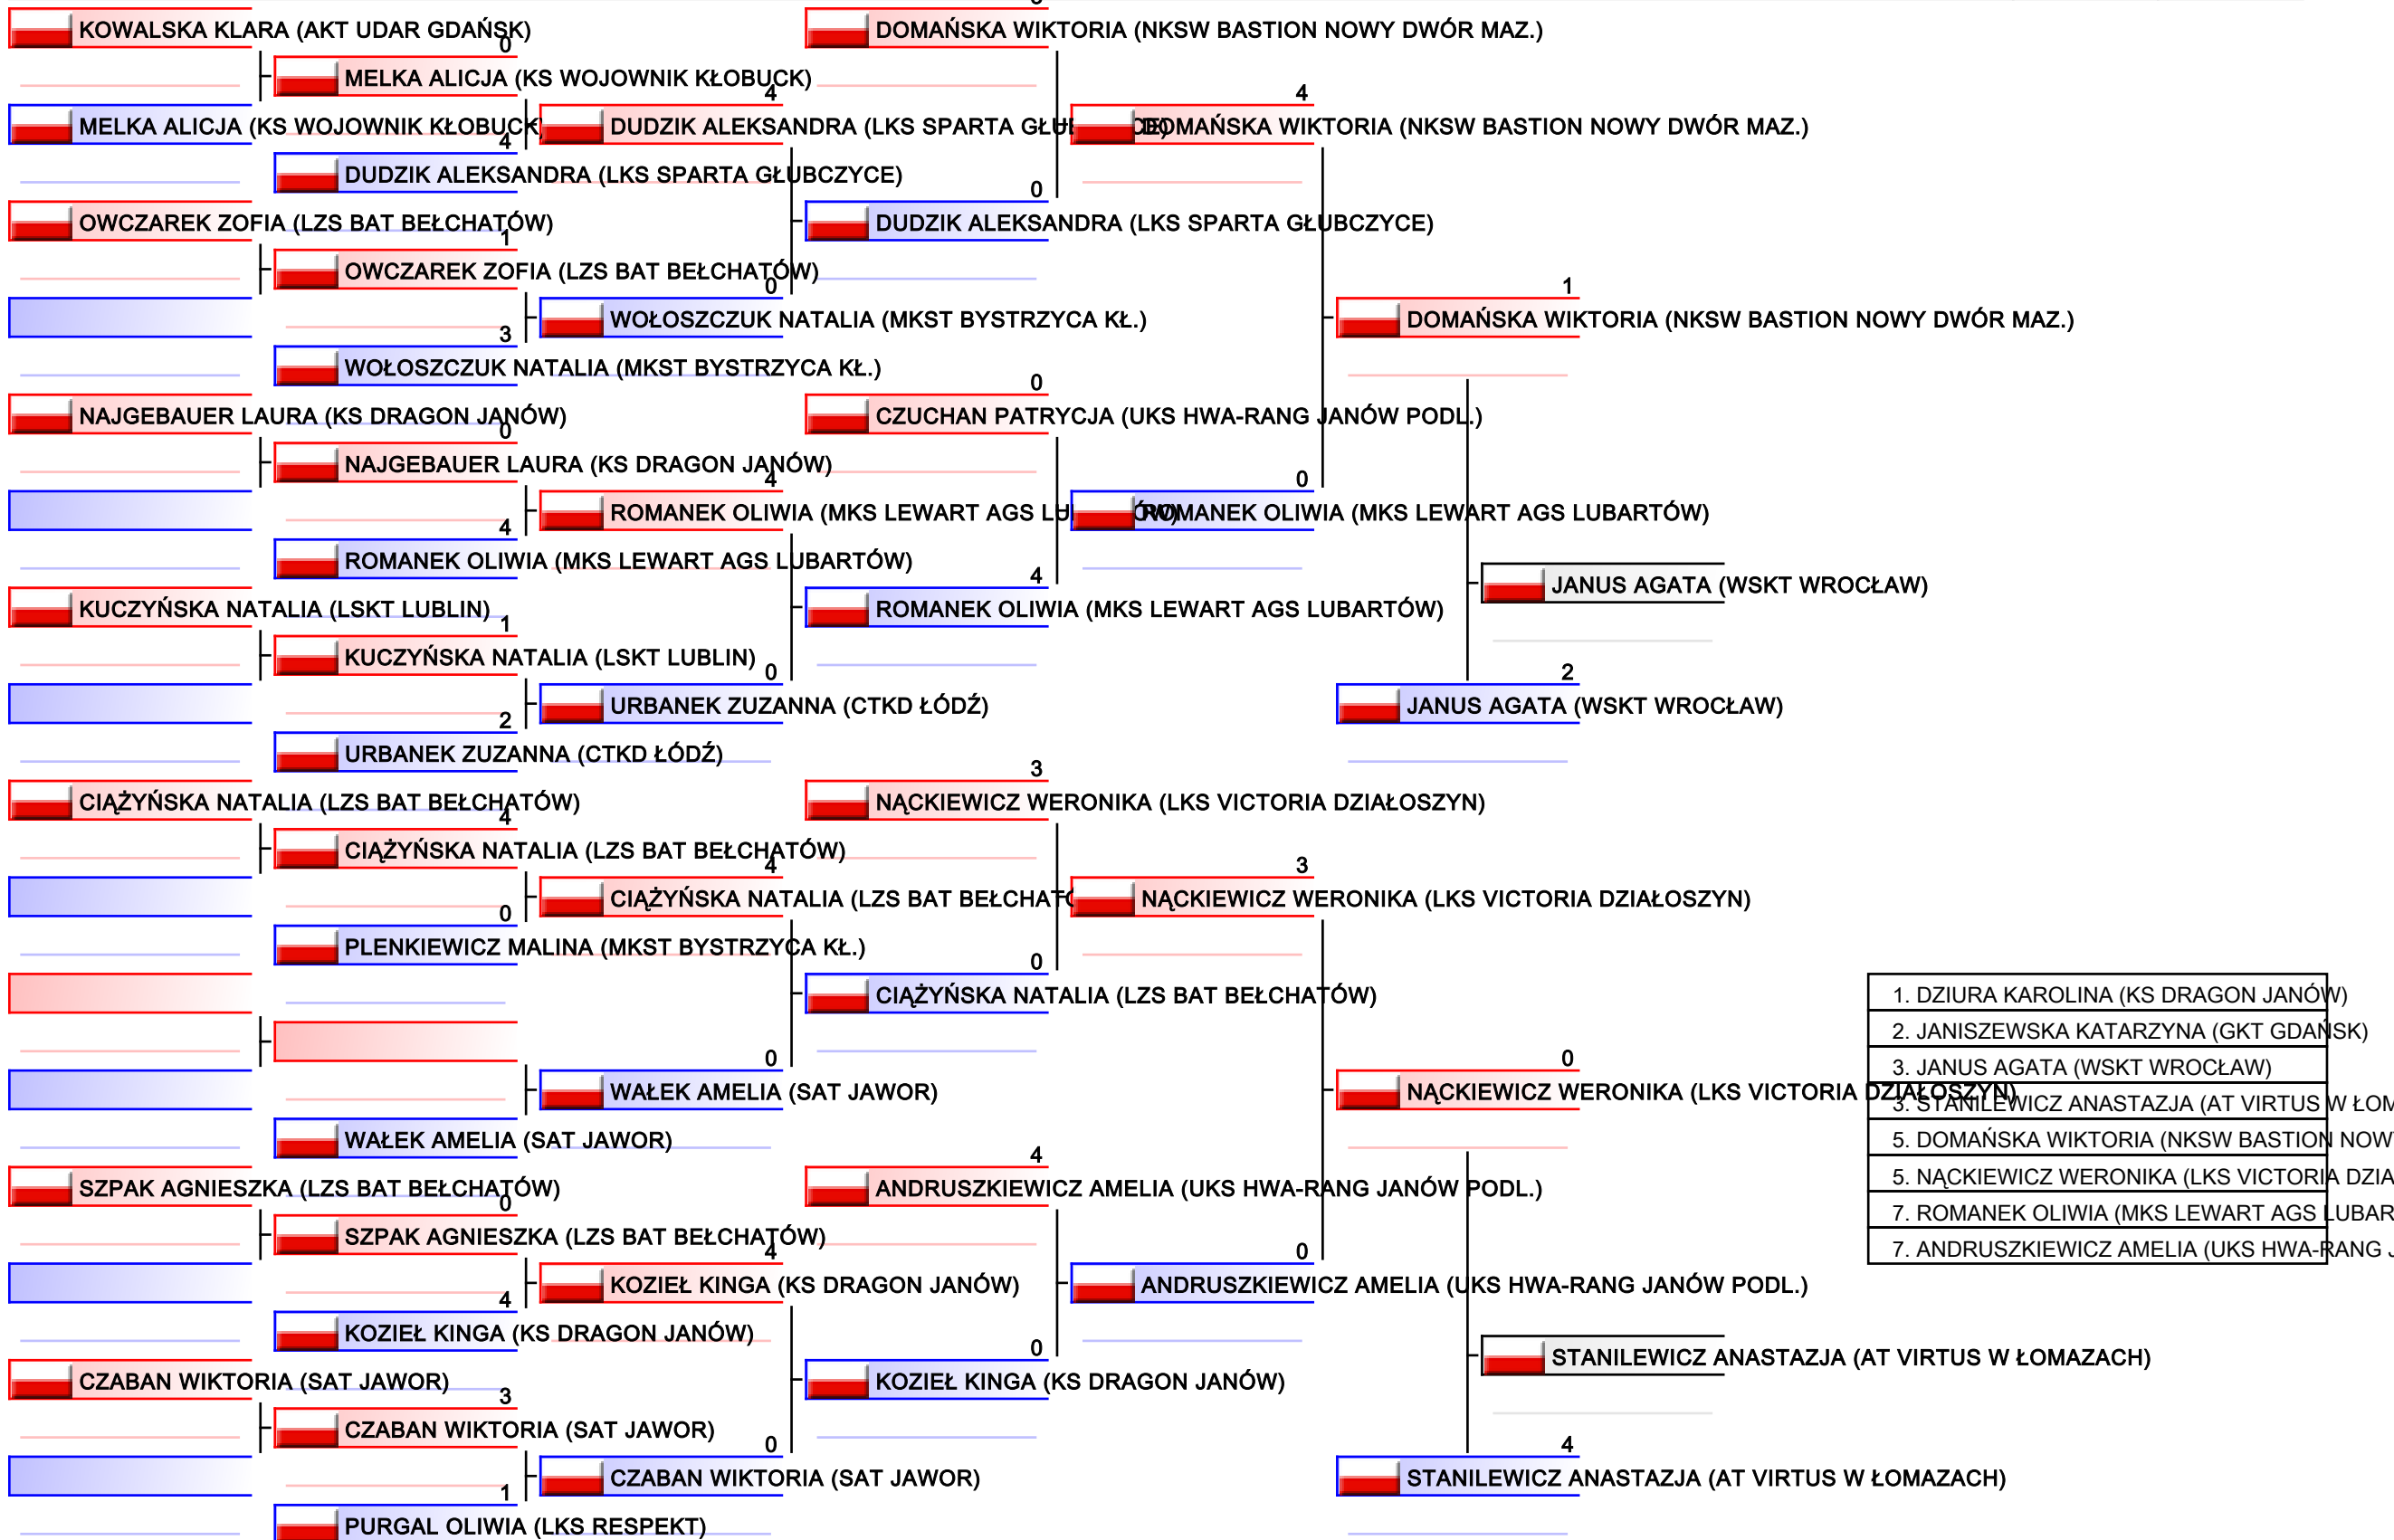 KOWALSKA KLARA (AKT UDAR GDAŃSK)
0
MELKA ALICJA (KS WOJOWNIK KŁOBUCK)
MELKA ALICJA (KS WOJOWNIK KŁOBUCK)
4
DUDZIK ALEKSANDRA (LKS SPARTA GŁUBCZYCE)
OWCZAREK ZOFIA (LZS BAT BEŁCHATÓW)
1
OWCZAREK ZOFIA (LZS BAT BEŁCHATÓW)
3
WOŁOSZCZUK NATALIA (MKST BYSTRZYCA KŁ.)
NAJGEBAUER LAURA (KS DRAGON JANÓW)
0
NAJGEBAUER LAURA (KS DRAGON JANÓW)
4
ROMANEK OLIWIA (MKS LEWART AGS LUBARTÓW)
KUCZYŃSKA NATALIA (LSKT LUBLIN)
1
KUCZYŃSKA NATALIA (LSKT LUBLIN)
2
URBANEK ZUZANNA (CTKD ŁÓDŹ)
CIĄŻYŃSKA NATALIA (LZS BAT BEŁCHATÓW)
4
CIĄŻYŃSKA NATALIA (LZS BAT BEŁCHATÓW)
0
PLENKIEWICZ MALINA (MKST BYSTRZYCA KŁ.)
WAŁEK AMELIA (SAT JAWOR)
SZPAK AGNIESZKA (LZS BAT BEŁCHATÓW)
0
SZPAK AGNIESZKA (LZS BAT BEŁCHATÓW)
4
KOZIEŁ KINGA (KS DRAGON JANÓW)
CZABAN WIKTORIA (SAT JAWOR)
3
CZABAN WIKTORIA (SAT JAWOR)
1
PURGAL OLIWIA (LKS RESPEKT)
4
DUDZIK ALEKSANDRA (LKS SPARTA GŁUBCZYCE)
0
WOŁOSZCZUK NATALIA (MKST BYSTRZYCA KŁ.)
4
ROMANEK OLIWIA (MKS LEWART AGS LUBARTÓW)
0
URBANEK ZUZANNA (CTKD ŁÓDŹ)
4
CIĄŻYŃSKA NATALIA (LZS BAT BEŁCHATÓW)
0
WAŁEK AMELIA (SAT JAWOR)
4
KOZIEŁ KINGA (KS DRAGON JANÓW)
0
CZABAN WIKTORIA (SAT JAWOR)
DOMAŃSKA WIKTORIA (NKSW BASTION NOWY DWÓR MAZ.)
0
DUDZIK ALEKSANDRA (LKS SPARTA GŁUBCZYCE)
0
CZUCHAN PATRYCJA (UKS HWA-RANG JANÓW PODL.)
4
ROMANEK OLIWIA (MKS LEWART AGS LUBARTÓW)
3
NĄCKIEWICZ WERONIKA (LKS VICTORIA DZIAŁOSZYN)
0
CIĄŻYŃSKA NATALIA (LZS BAT BEŁCHATÓW)
4
ANDRUSZKIEWICZ AMELIA (UKS HWA-RANG JANÓW PODL.)
0
KOZIEŁ KINGA (KS DRAGON JANÓW)
4
DOMAŃSKA WIKTORIA (NKSW BASTION NOWY DWÓR MAZ.)
0
ROMANEK OLIWIA (MKS LEWART AGS LUBARTÓW)
3
NĄCKIEWICZ WERONIKA (LKS VICTORIA DZIAŁOSZYN)
0
ANDRUSZKIEWICZ AMELIA (UKS HWA-RANG JANÓW PODL.)
1
DOMAŃSKA WIKTORIA (NKSW BASTION NOWY DWÓR MAZ.)
2
JANUS AGATA (WSKT WROCŁAW)
0
NĄCKIEWICZ WERONIKA (LKS VICTORIA DZIAŁOSZYN)
4
STANILEWICZ ANASTAZJA (AT VIRTUS W ŁOMAZACH)
JANUS AGATA (WSKT WROCŁAW)
STANILEWICZ ANASTAZJA (AT VIRTUS W ŁOMAZACH)
1. DZIURA KAROLINA (KS DRAGON JANÓW)
2. JANISZEWSKA KATARZYNA (GKT GDAŃSK)
3. JANUS AGATA (WSKT WROCŁAW)
3. STANILEWICZ ANASTAZJA (AT VIRTUS W ŁOM
5. DOMAŃSKA WIKTORIA (NKSW BASTION NOW
5. NĄCKIEWICZ WERONIKA (LKS VICTORIA DZIA
7. ROMANEK OLIWIA (MKS LEWART AGS LUBAR
7. ANDRUSZKIEWICZ AMELIA (UKS HWA-RANG J